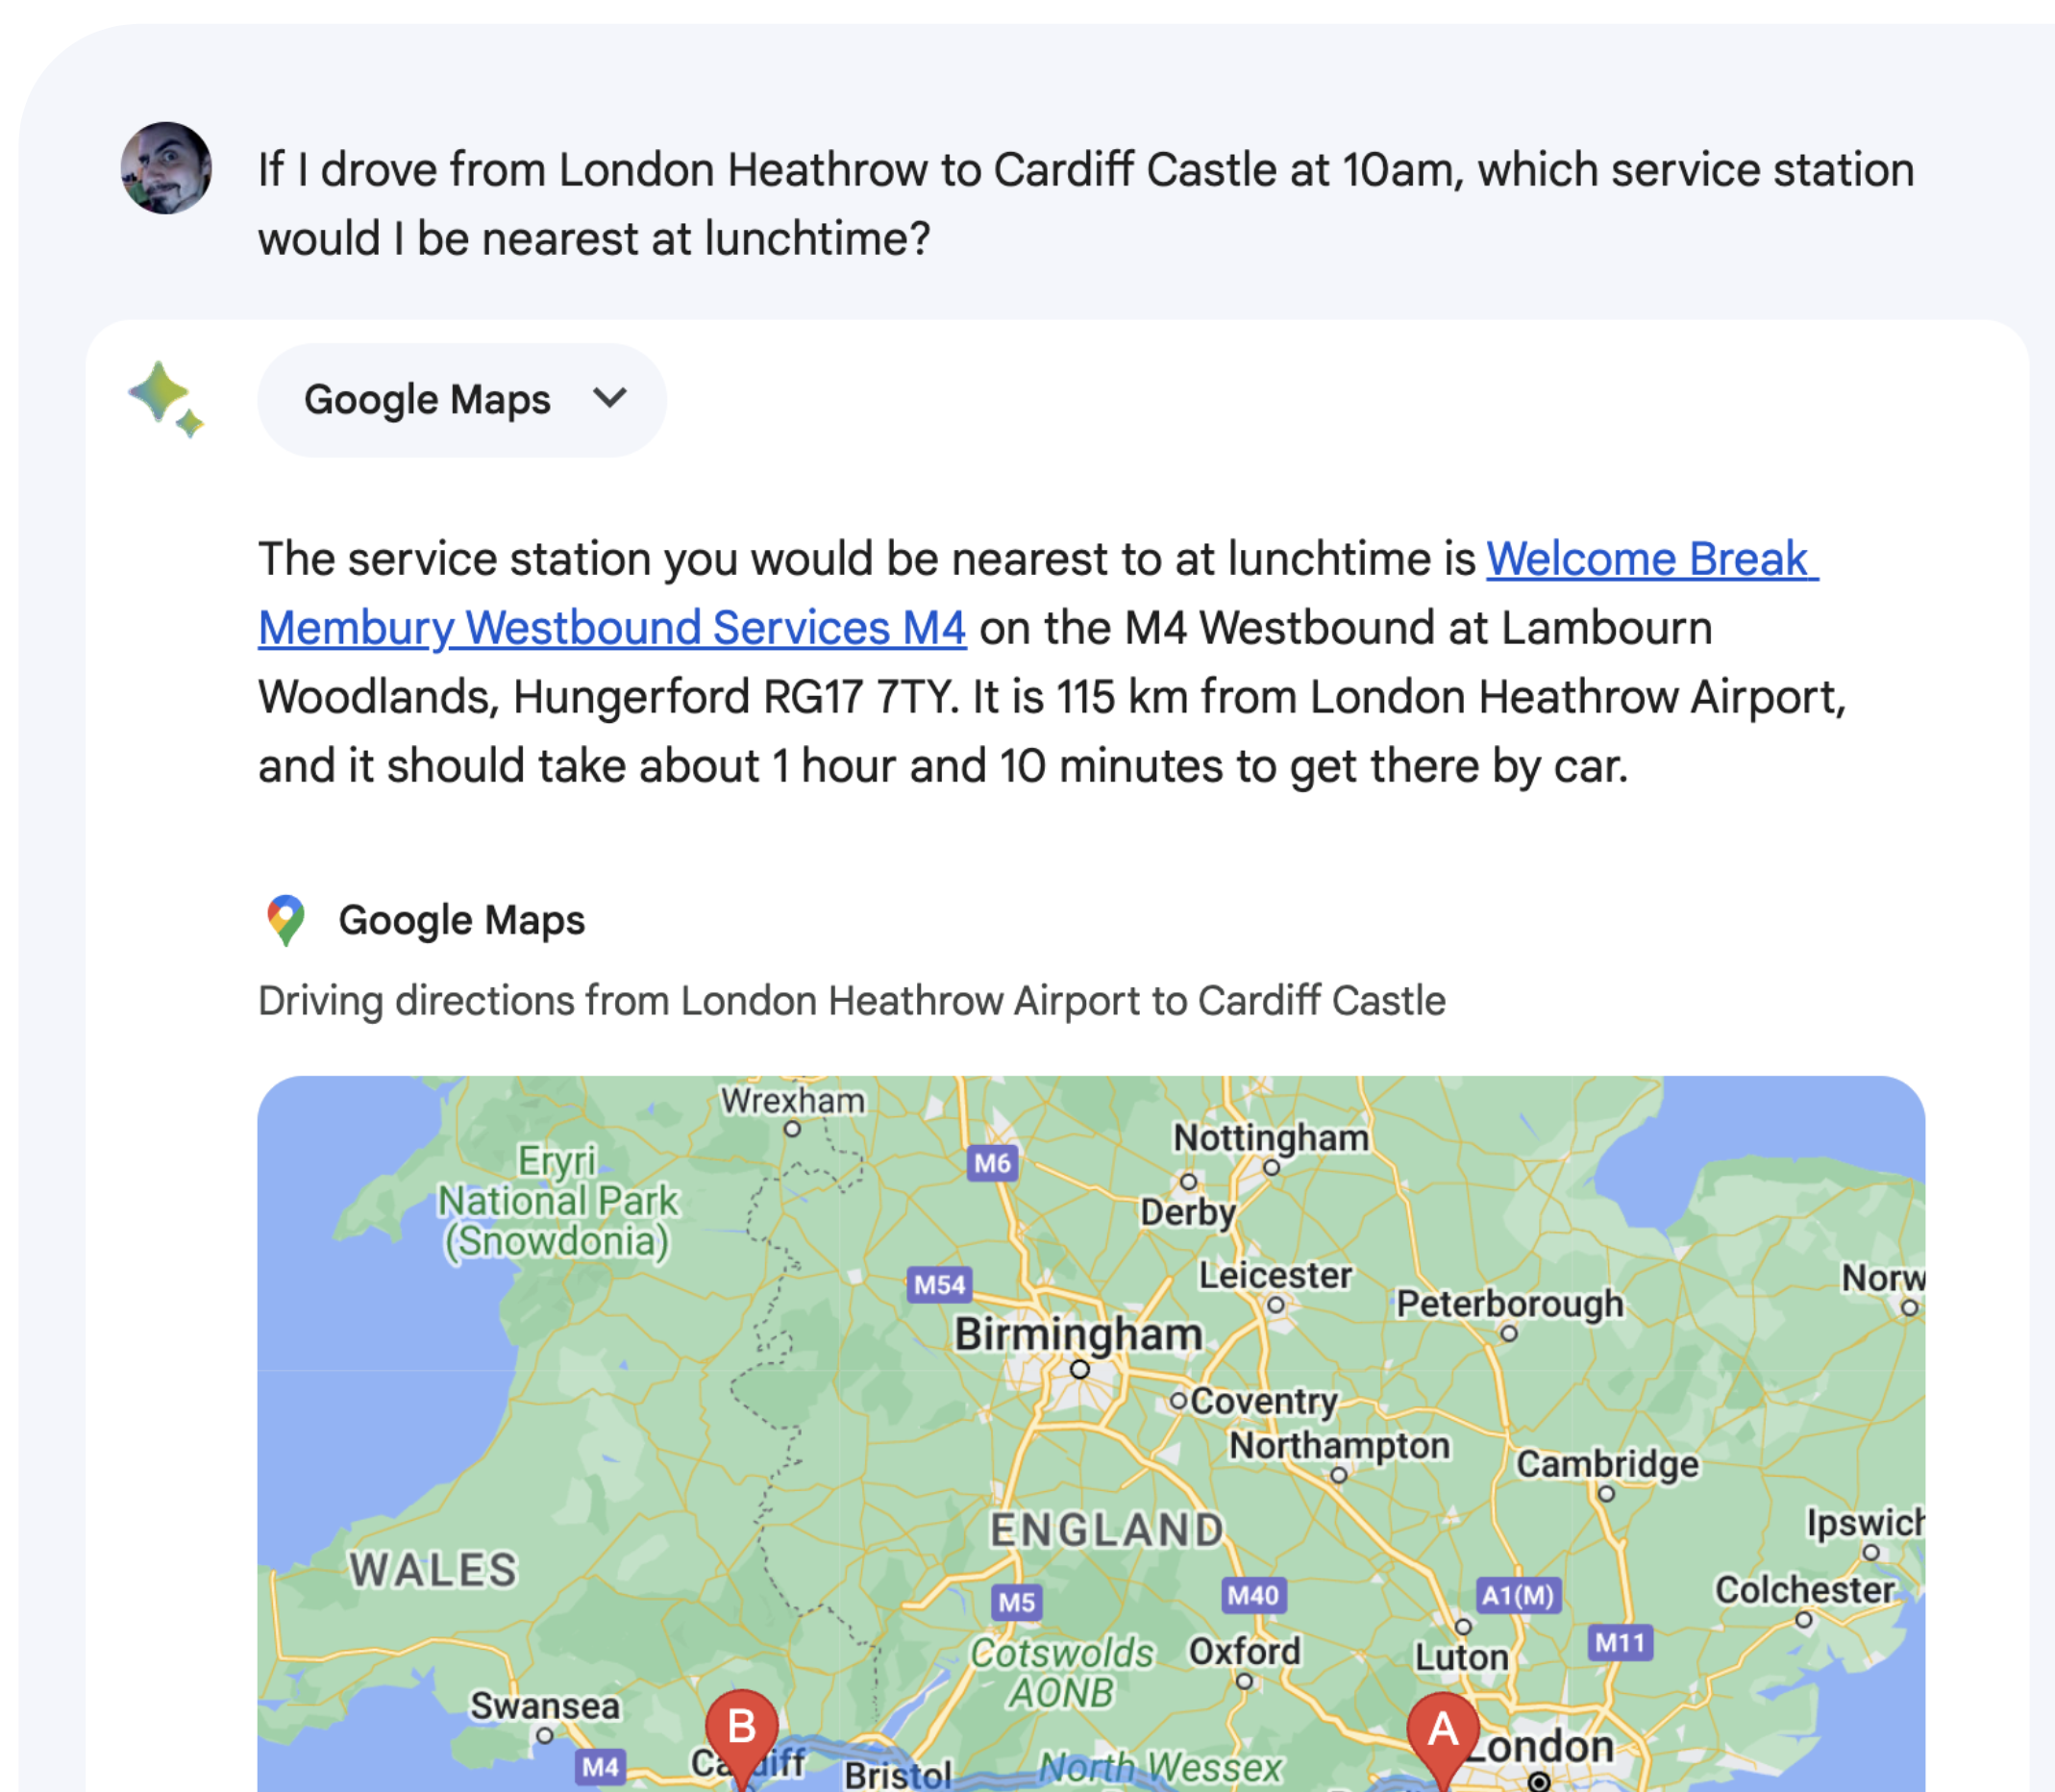 If I drove from London Heathrow to Cardiff Castle at 10am, which service station
would I be nearest at lunchtime?
Google Maps
The service station you would be nearest to at lunchtime is Welcome Break
Membury Westbound Services M4 on the M4 Westbound at Lambourn
Woodlands, Hungerford RG17 7TY. It is 115 km from London Heathrow Airport,
and it should take about 1 hour and 10 minutes to get there by car.
Google Maps
Driving directions from London Heathrow Airport to Cardiff Castle
Wrexham
Nottingham
Eryri
National Park
(Snowdonia)
M6
Derby
M54
Leicester
Norw
Peterborough
Birmingham
Coventry
Northampton
Cambridge
ENGLAND
Ipswich
WALES
M5
M40
A1(M)
Colchester
M11
Cotswolds
AONB
Oxford
Luton
Swansea
B
A
London
M4
Cardiff
Bristol
North Wessex